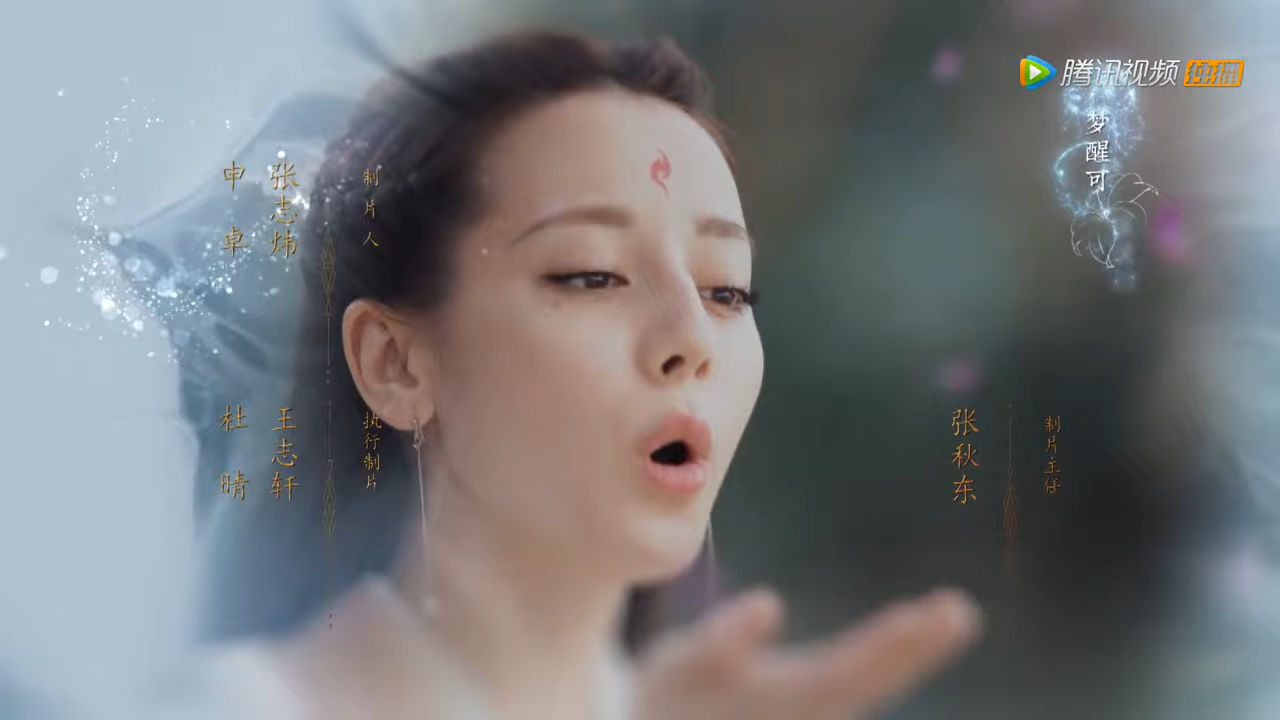 腾讯视频 独播
梦醒可
制片人
张志炜
申卓
执行制片
王志轩
杜晴
制片主任
张秋东